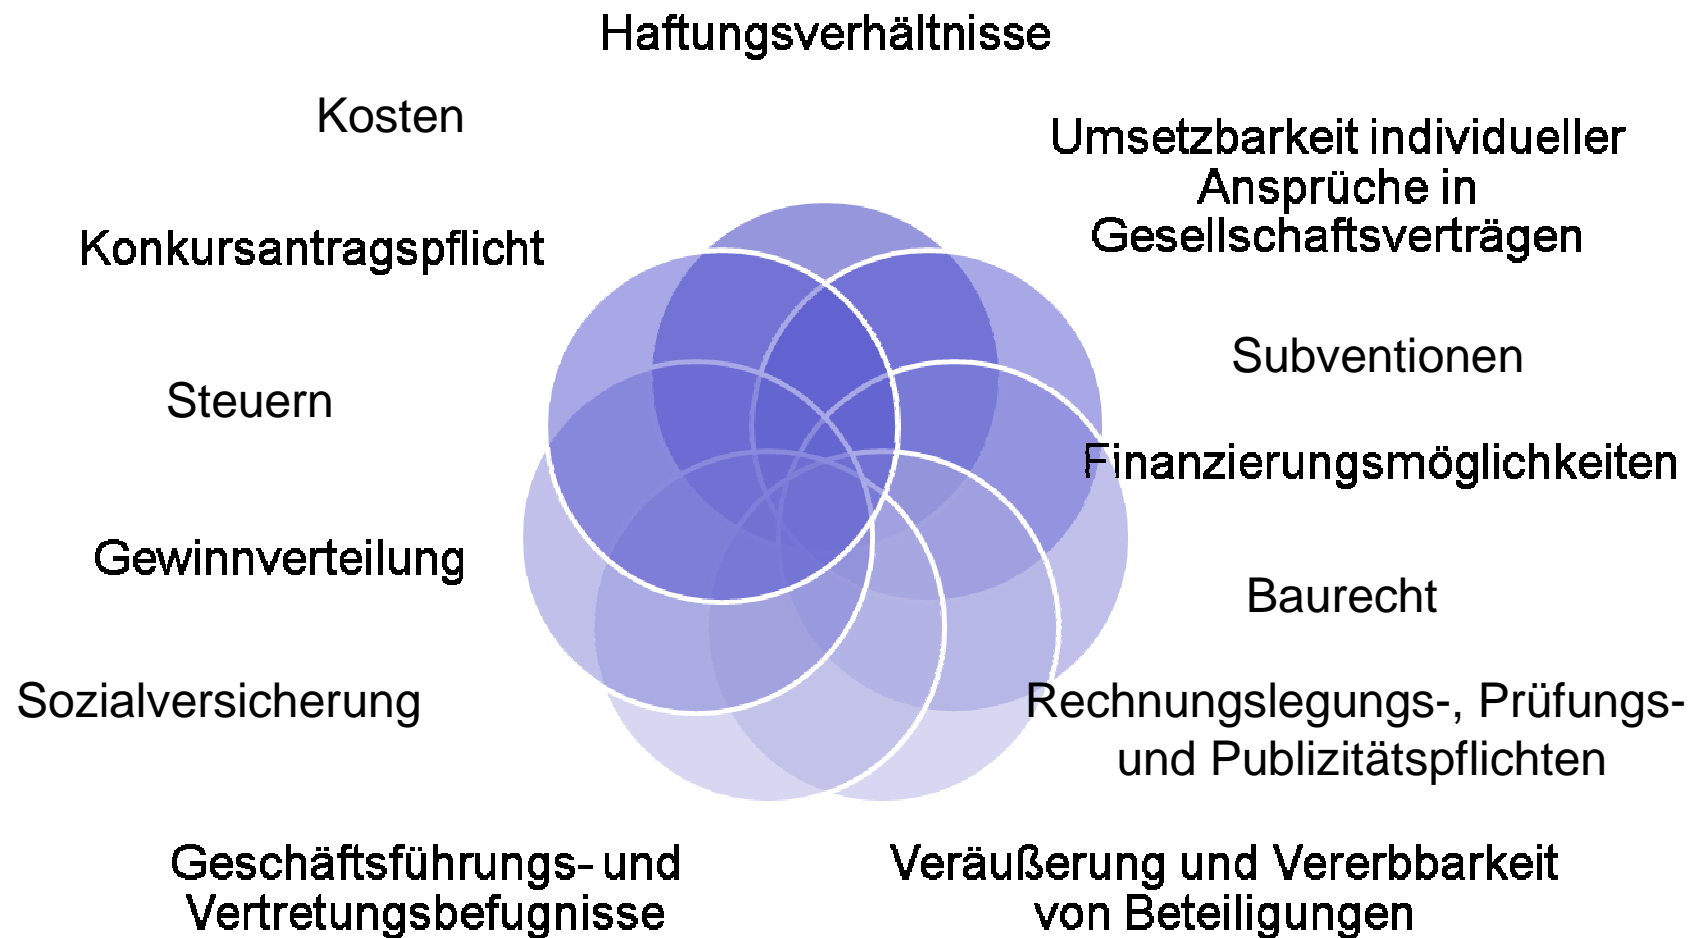 Haftungsverhältnisse
Kosten
Umsetzbarkeit individueller
Ansprüche in
Gesellschaftsverträgen
Konkursantragspflicht
Subventionen
Steuern
Finanzierungsmöglichkeiten
Gewinnverteilung
Baurecht
Sozialversicherung
Rechnungslegungs-, Prüfungs-
und Publizitätspflichten
Geschäftsführungs- und
Vertretungsbefugnisse
Veräußerung und Vererbbarkeit
von Beteiligungen